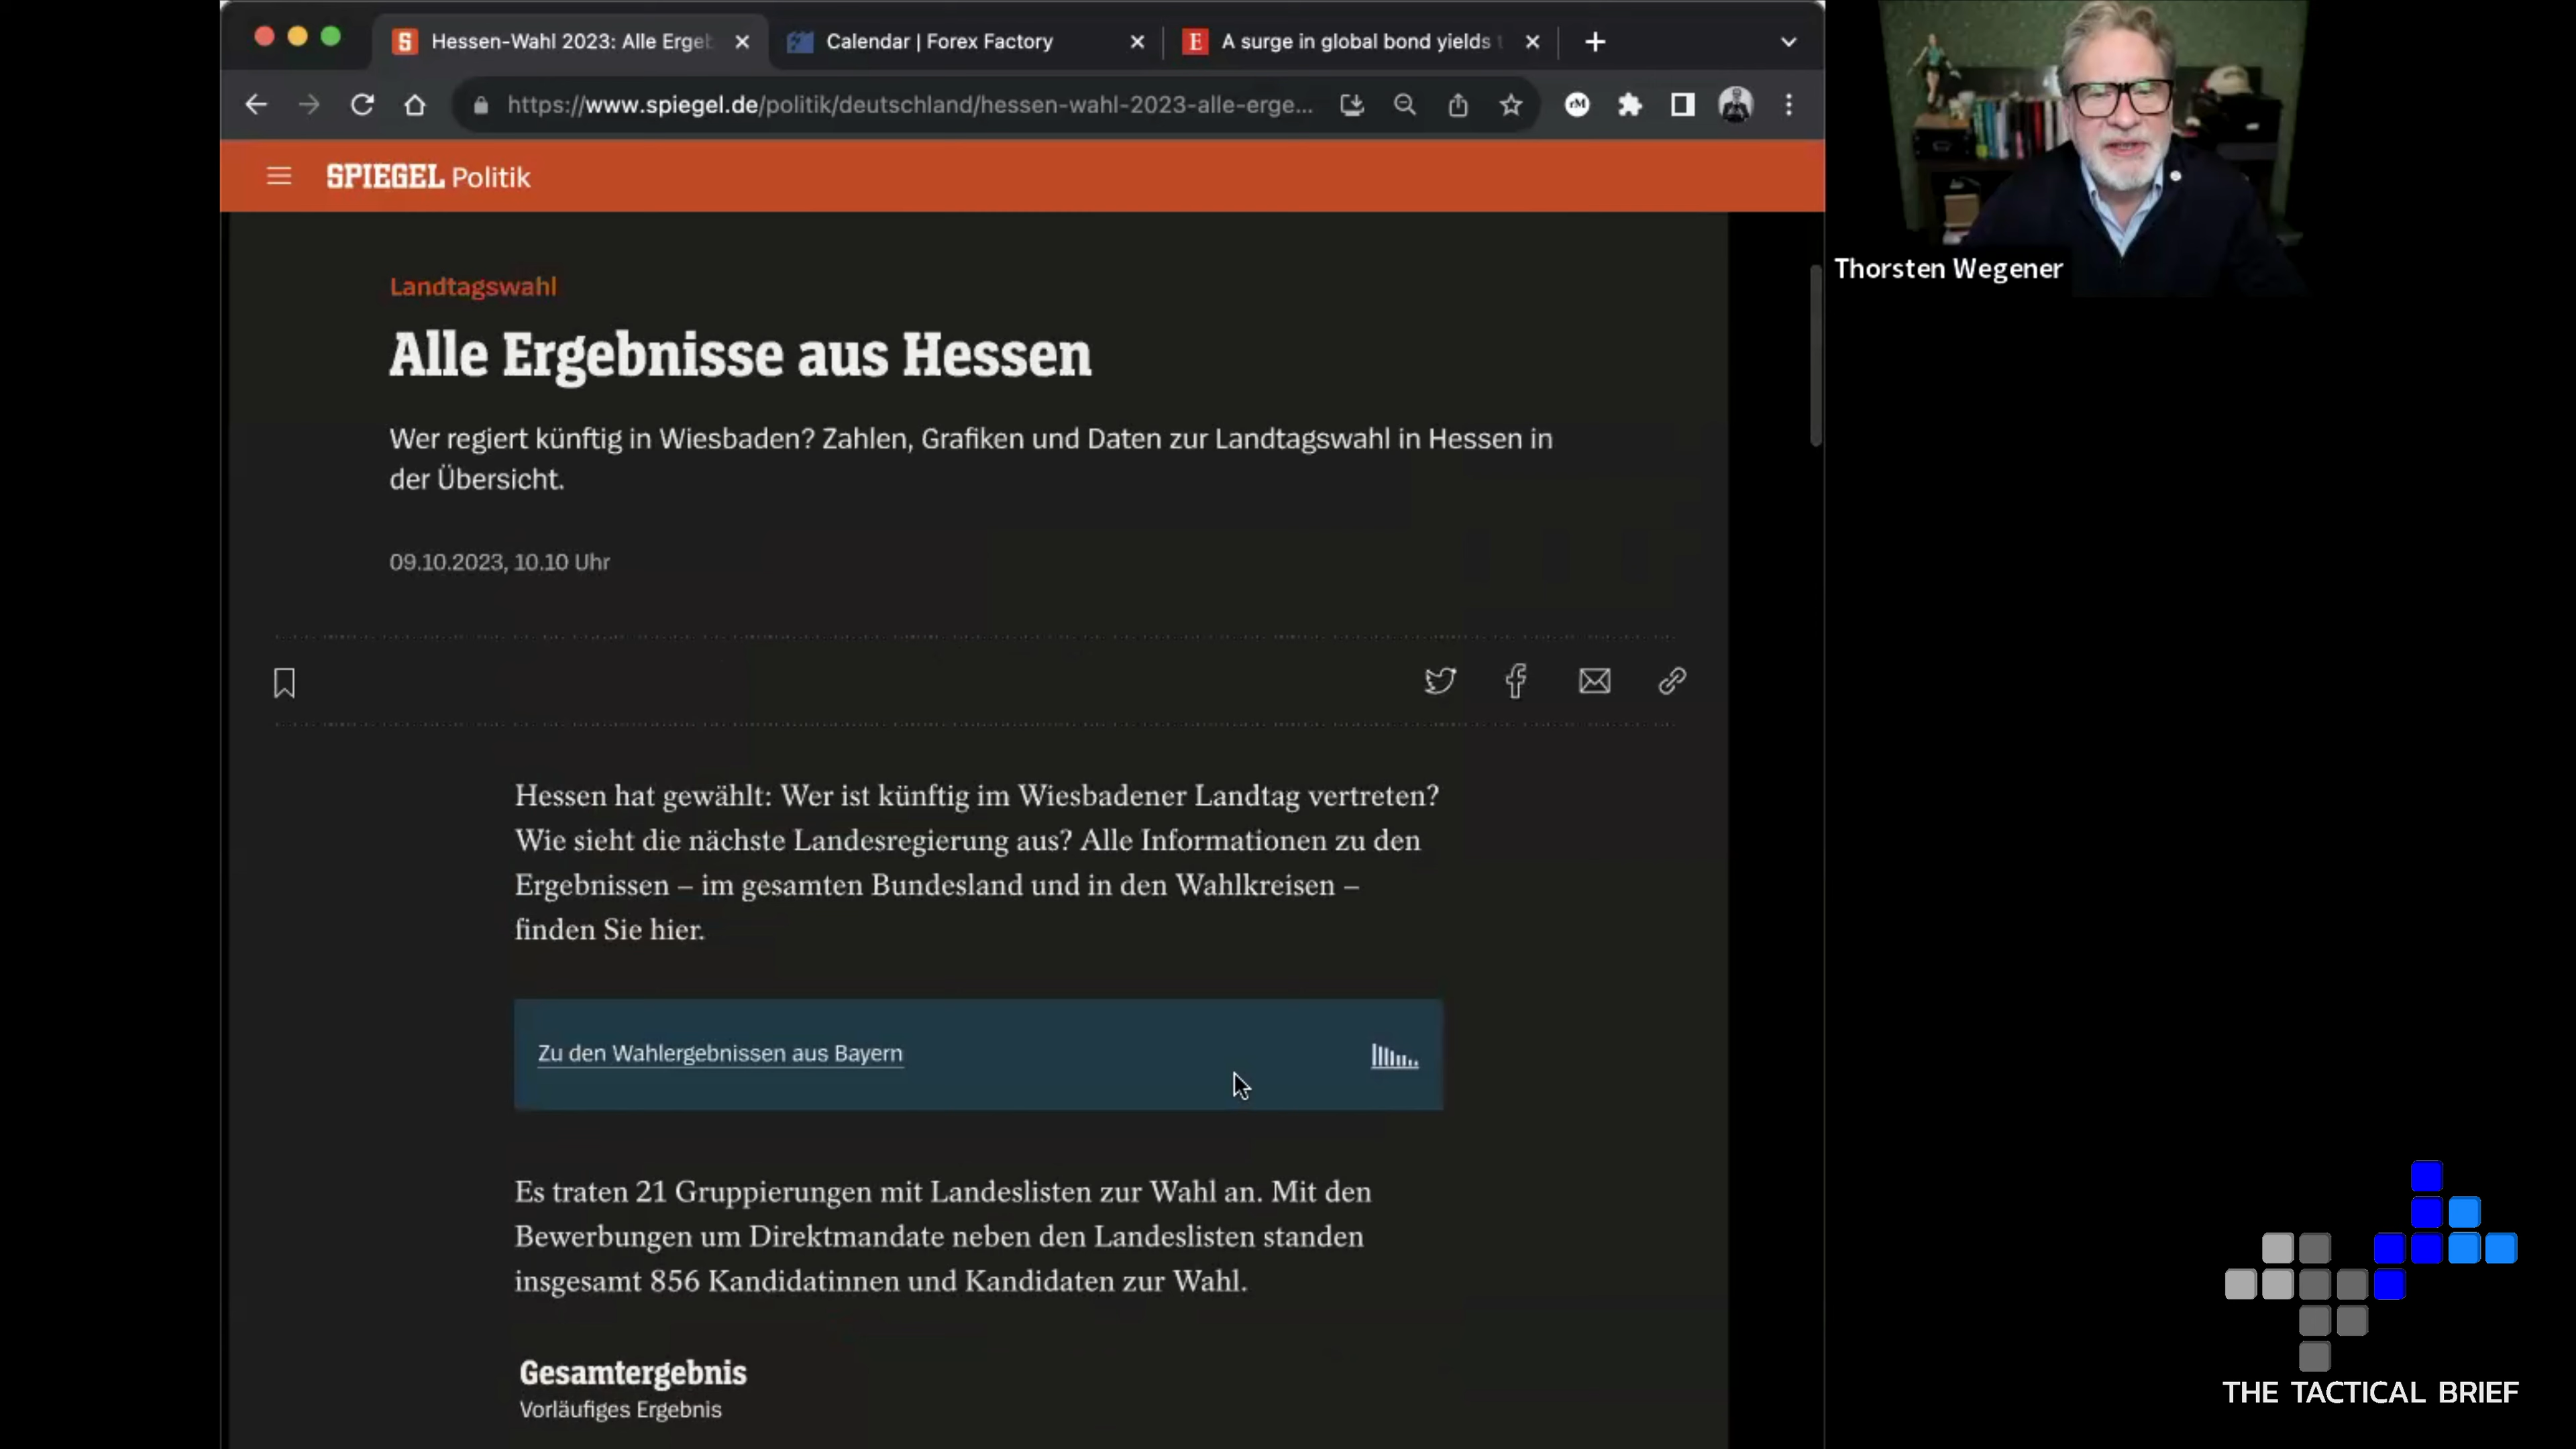 Hessen-Wahl 2023: Alle Ergeb
Calendar | Forex Factory
A surge in global bond yields t
https://www.spiegel.de/politik/deutschland/hessen-wahl-2023-alle-erge...
rM
SPIEGEL Politik
Landtagswahl
Alle Ergebnisse aus Hessen
Wer regiert künftig in Wiesbaden? Zahlen, Grafiken und Daten zur Landtagswahl in Hessen in
der Übersicht.
09.10.2023, 10.10 Uhr
Hessen hat gewählt: Wer ist künftig im Wiesbadener Landtag vertreten?
Wie sieht die nächste Landesregierung aus? Alle Informationen zu den
Ergebnissen – im gesamten Bundesland und in den Wahlkreisen –
finden Sie hier.
Zu den Wahlergebnissen aus Bayern
Es traten 21 Gruppierungen mit Landeslisten zur Wahl an. Mit den
Bewerbungen um Direktmandate neben den Landeslisten standen
insgesamt 856 Kandidatinnen und Kandidaten zur Wahl.
Gesamtergebnis
Vorläufiges Ergebnis
Thorsten Wegener
THE TACTICAL BRIEF